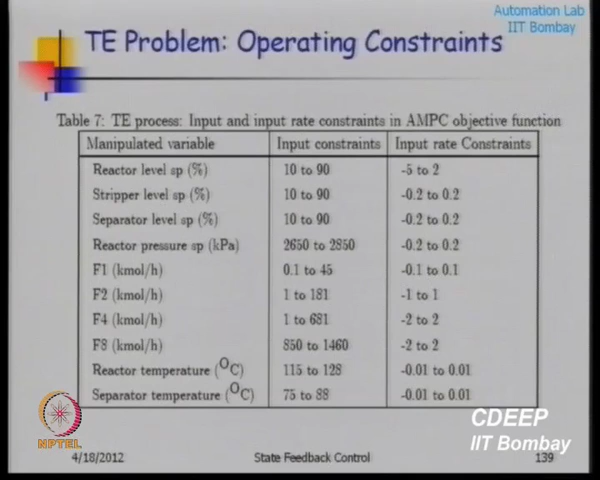 Automation Lab
IIT Bombay
TE Problem: Operating Constraints
Table 7: TE process: Input and input rate constraints in AMPC objective function
Manipulated variable Input constraints Input rate Constraints
Reactor level sp (%) 10 to 90 -5 to 2
Stripper level sp (%) 10 to 90 -0.2 to 0.2
Separator level sp (%) 10 to 90 -0.2 to 0.2
Reactor pressure sp (kPa) 2650 to 2850 -0.2 to 0.2
F1 (kmol/h) 0.1 to 45 -0.1 to 0.1
F2 (kmol/h) 1 to 181 -1 to 1
F4 (kmol/h) 1 to 681 -2 to 2
F8 (kmol/h) 850 to 1460 -2 to 2
Reactor temperature (OC) 115 to 128 -0.01 to 0.01
Separator temperature (OC) 75 to 88 -0.01 to 0.01
NPTEL
CDEEP
IIT Bombay
4/18/2012 State Feedback Control 139